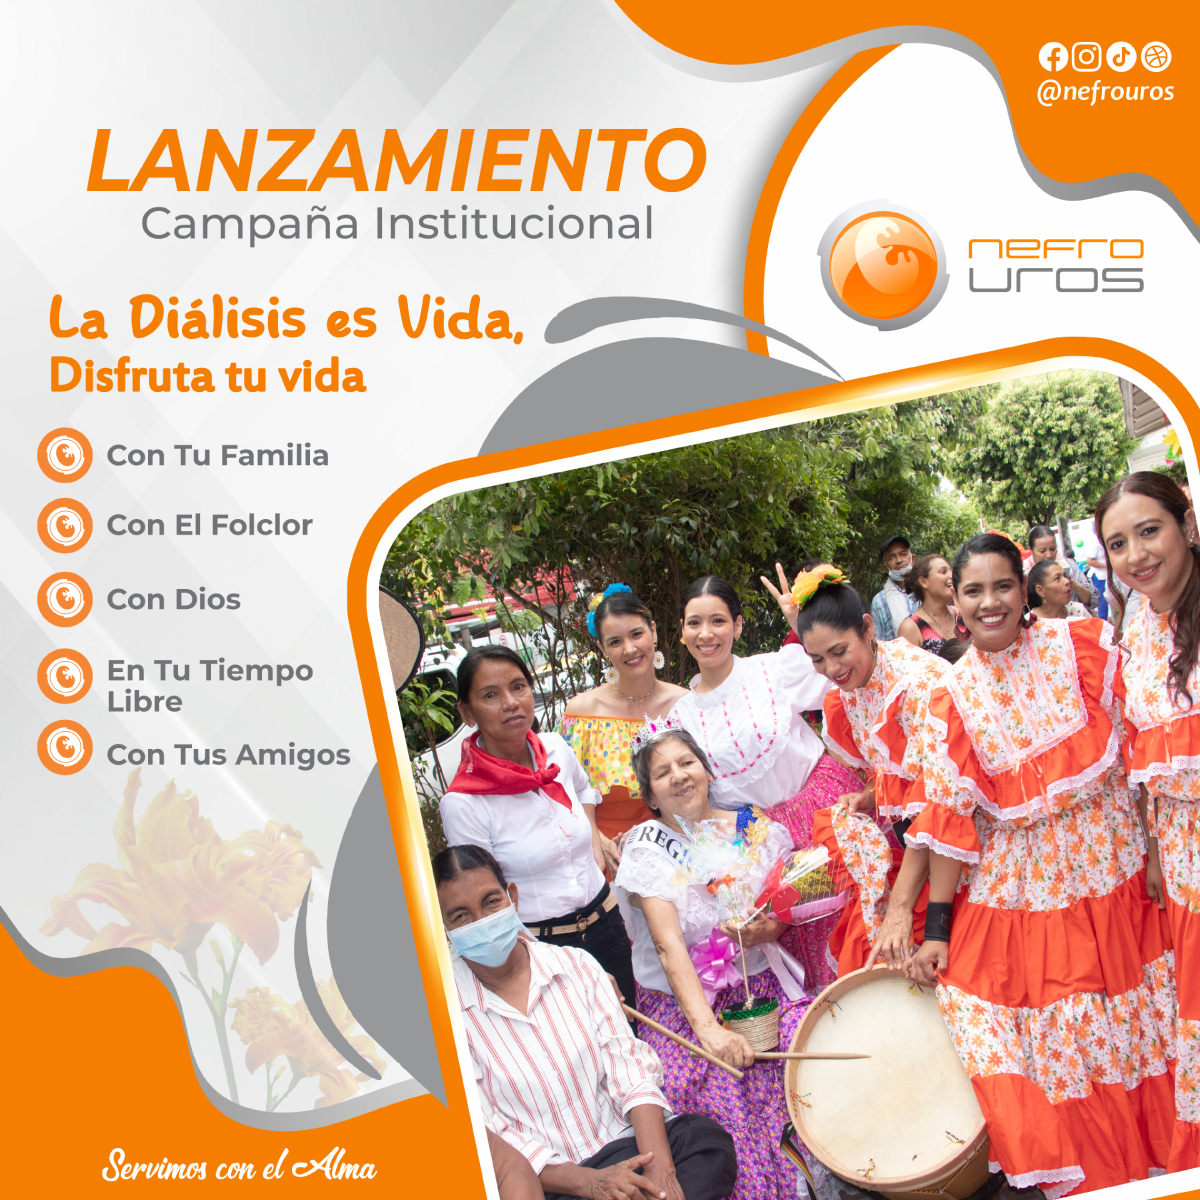 @nefrouros
LANZAMIENTO
Campaña Institucional
nefro
uros
La Diálisis es Vida,
Disfruta tu vida
Con Tu Familia
Con El Folclor
Con Dios
En Tu Tiempo
Libre
Con Tus Amigos
Servimos con el Alma